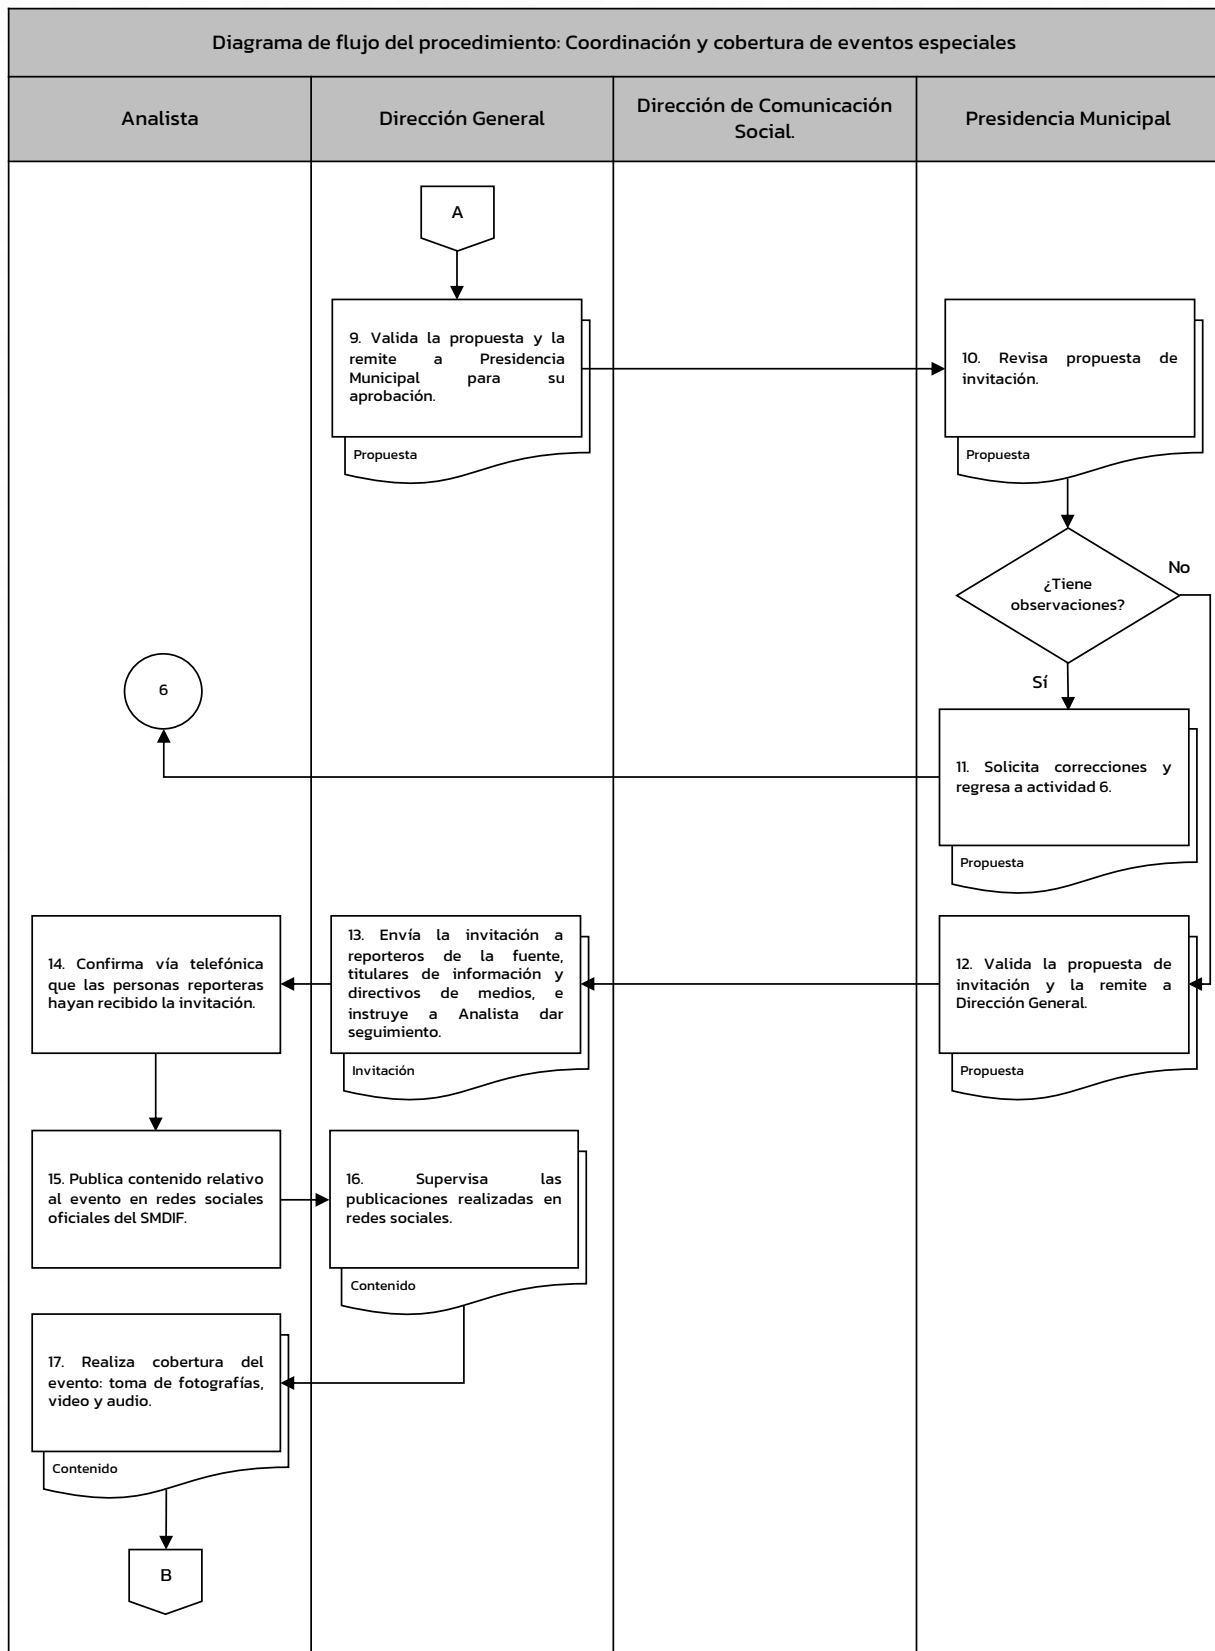 Diagrama de flujo del procedimiento: Coordinación y cobertura de eventos especiales
Analista
Dirección General
Dirección de Comunicación
Social.
Presidencia Municipal
A
9. Valida la propuesta y la
remite a Presidencia
Municipal para su
aprobación.
Propuesta
10. Revisa propuesta de
invitación.
Propuesta
¿Tiene
observaciones?
No
Sí
6
11. Solicita correcciones y
regresa a actividad 6.
Propuesta
12. Valida la propuesta de
invitación y la remite a
Dirección General.
Propuesta
13. Envía la invitación a
reporteros de la fuente,
titulares de información y
directivos de medios, e
instruye a Analista dar
seguimiento.
Invitación
14. Confirma vía telefónica
que las personas reporteras
hayan recibido la invitación.
15. Publica contenido relativo
al evento en redes sociales
oficiales del SMDIF.
16. Supervisa las
publicaciones realizadas en
redes sociales.
Contenido
17. Realiza cobertura del
evento: toma de fotografías,
video y audio.
Contenido
B